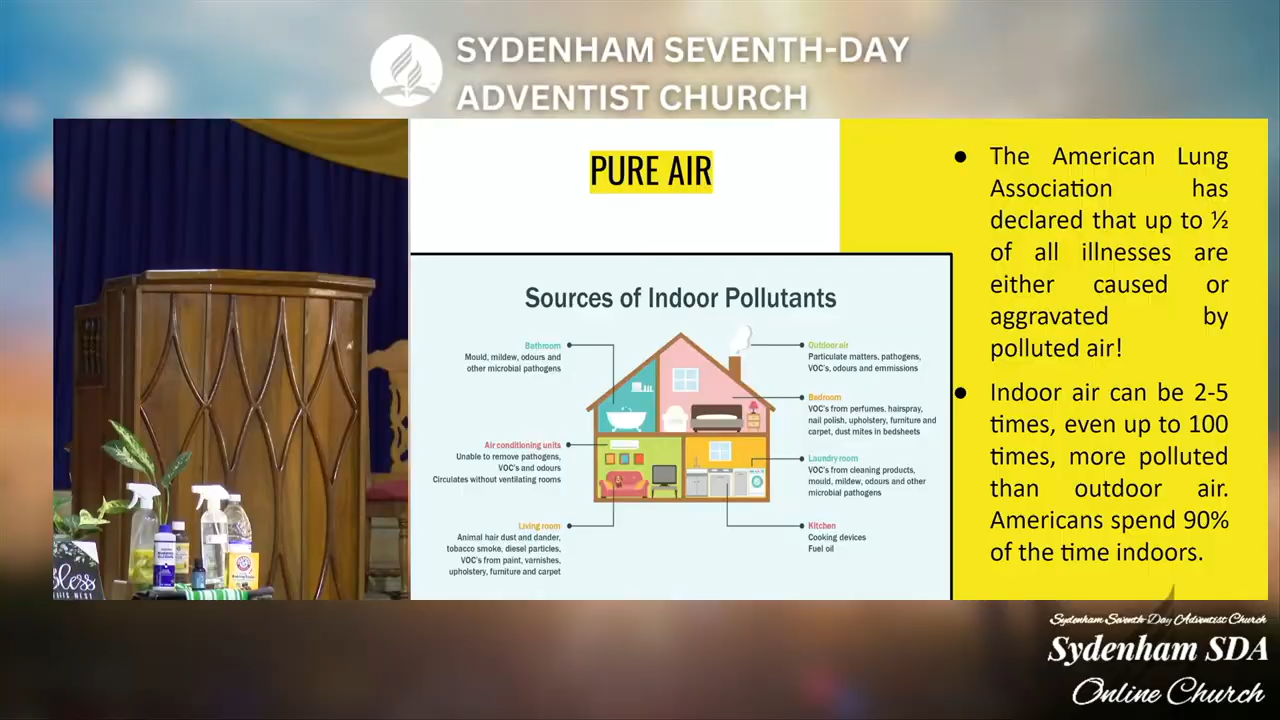 SYDENHAM SEVENTH-DAY
ADVENTIST CHURCH
PURE AIR
Sources of Indoor Pollutants
Bathroom
Mould, mildew, odours and
other microbial pathogens
Air conditioning units
Unable to remove pathogens,
VOC's and odours
Circulates without ventilating rooms
Living room
Animal hair dust and dander,
tobacco smoke, diesel particles,
VOC's from paint, varnishes,
upholstery, furniture and carpet
Outdoor air
Particulate matters, pathogens,
VOC's, odours and emmissions
Bedroom
VOC's from perfumes, hairspray,
nail polish, upholstery, furniture and
carpet, dust mites in bedsheets
Laundry room
VOC's from cleaning products,
mould, mildew, odours and other
microbial pathogens
Kitchen
Cooking devices
Fuel oil
● The American Lung
Association has
declared that up to ½
of all illnesses are
either caused or
aggravated by
polluted air!
● Indoor air can be 2-5
times, even up to 100
times, more polluted
than outdoor air.
Americans spend 90%
of the time indoors.
Sydenham Seventh-Day Adventist Church
Sydenham SDA
Online Church